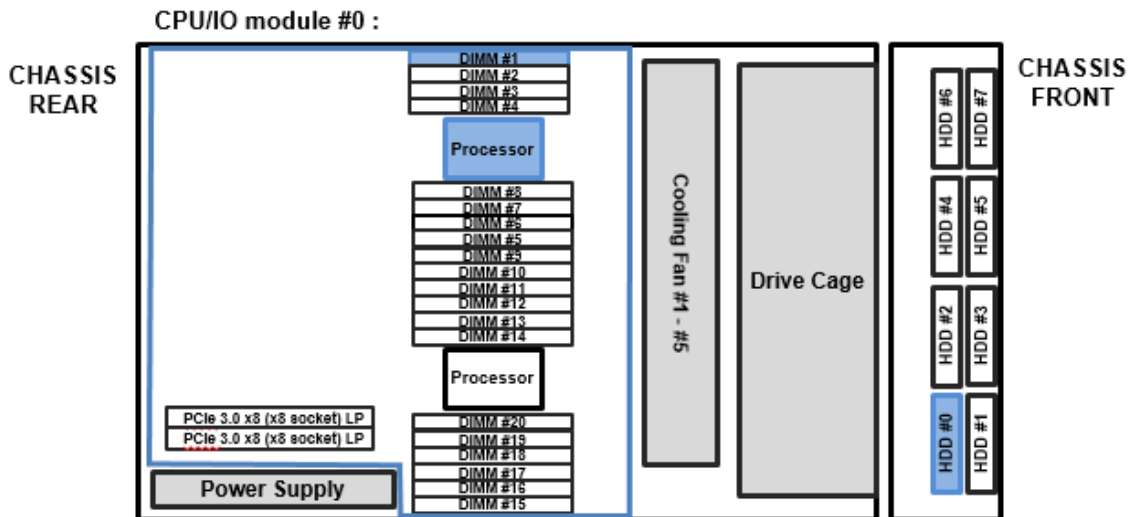 CPU/IO module #0 :
CHASSIS
REAR
DIMM #1
DIMM #2
DIMM #3
DIMM #4
Processor
DIMM #8
DIMM #7
DIMM #6
DIMM #5
DIMM #9
DIMM #10
DIMM #11
DIMM #12
DIMM #13
DIMM #14
Processor
PCIe 3.0 x8 (x8 socket) LP
PCIe 3.0 x8 (x8 socket) LP
DIMM #20
DIMM #19
DIMM #18
DIMM #17
DIMM #16
DIMM #15
Power Supply
Cooling Fan #1 - #5
Drive Cage
HDD #6
HDD #7
HDD #4
HDD #5
HDD #2
HDD #3
HDD #0
HDD #1
CHASSIS
FRONT